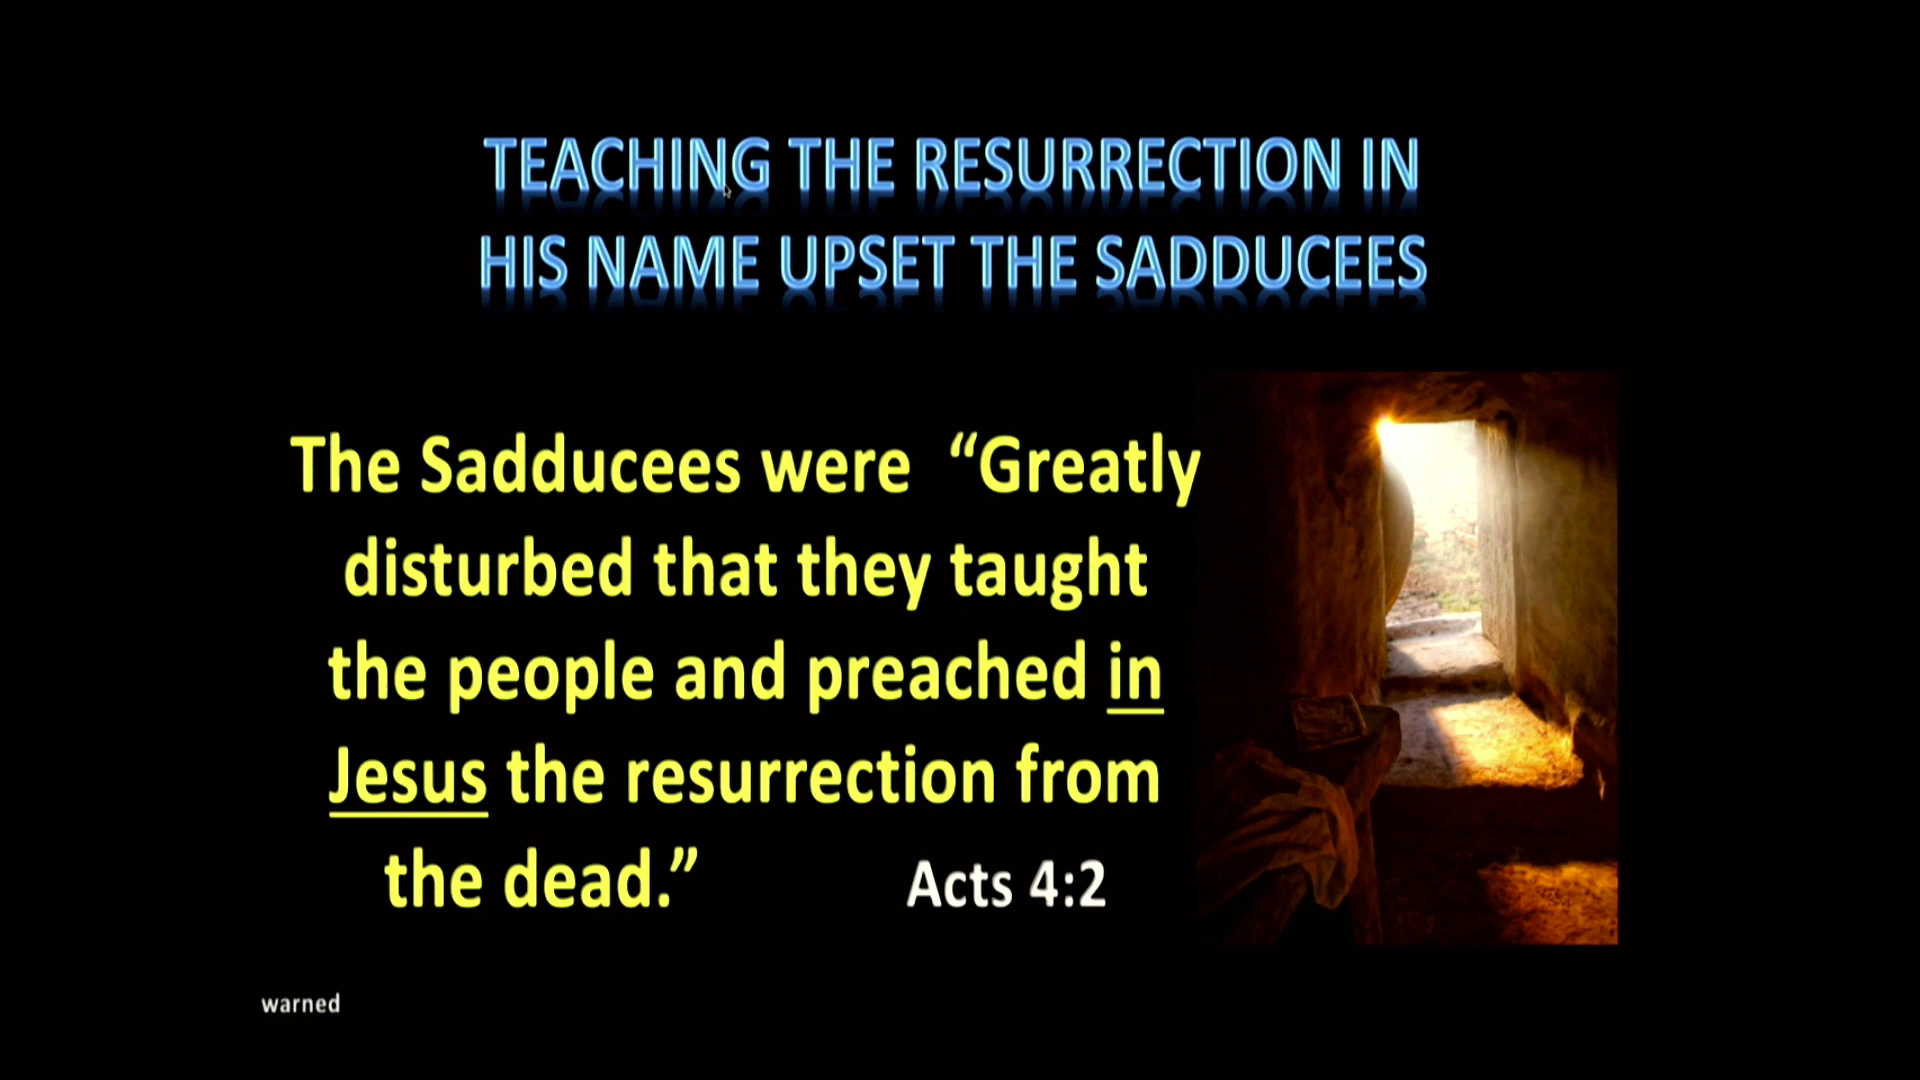 TEACHING THE RESURRECTION IN
HIS NAME UPSET THE SADDUCEES
The Sadducees were “Greatly
disturbed that they taught
the people and preached in
Jesus the resurrection from
the dead.” Acts 4:2
warned